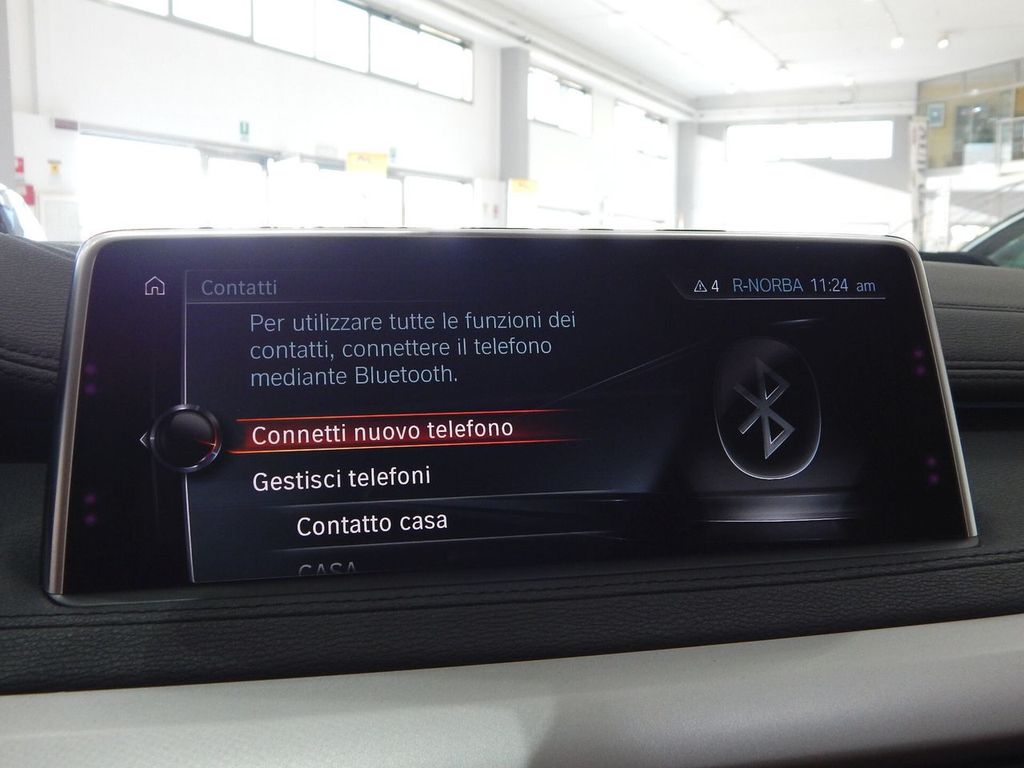 Contatti
4 R-NORBA 11:24 am
Per utilizzare tutte le funzioni dei
contatti, connettere il telefono
mediante Bluetooth.
Connetti nuovo telefono
Gestisci telefoni
Contatto casa
CASA